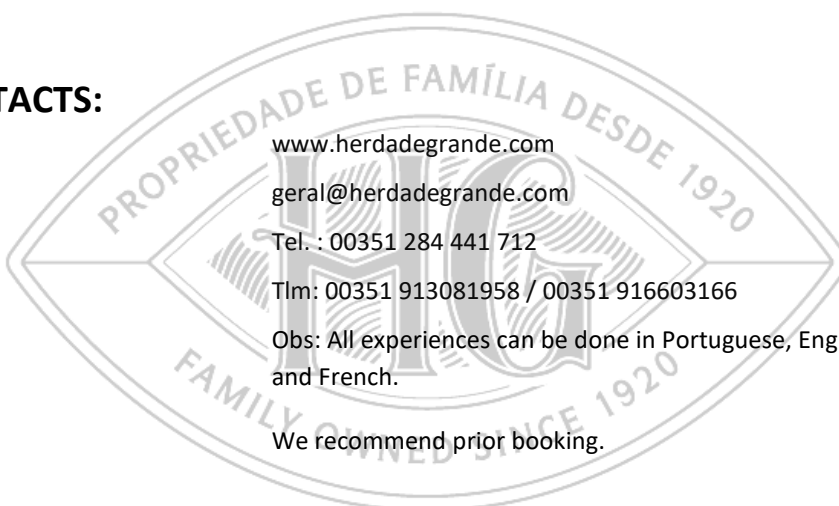 TACTS:
PROPRIEDADE DE FAMÍLIA DESDE 1920
www.herdadegrande.com
geral@herdadegrande.com
Tel. : 00351 284 441 712
Tlm: 00351 913081958 / 00351 916603166
Obs: All experiences can be done in Portuguese, Eng
and French.
We recommend prior booking.
HG
FAMILY OWNED SINCE 1920